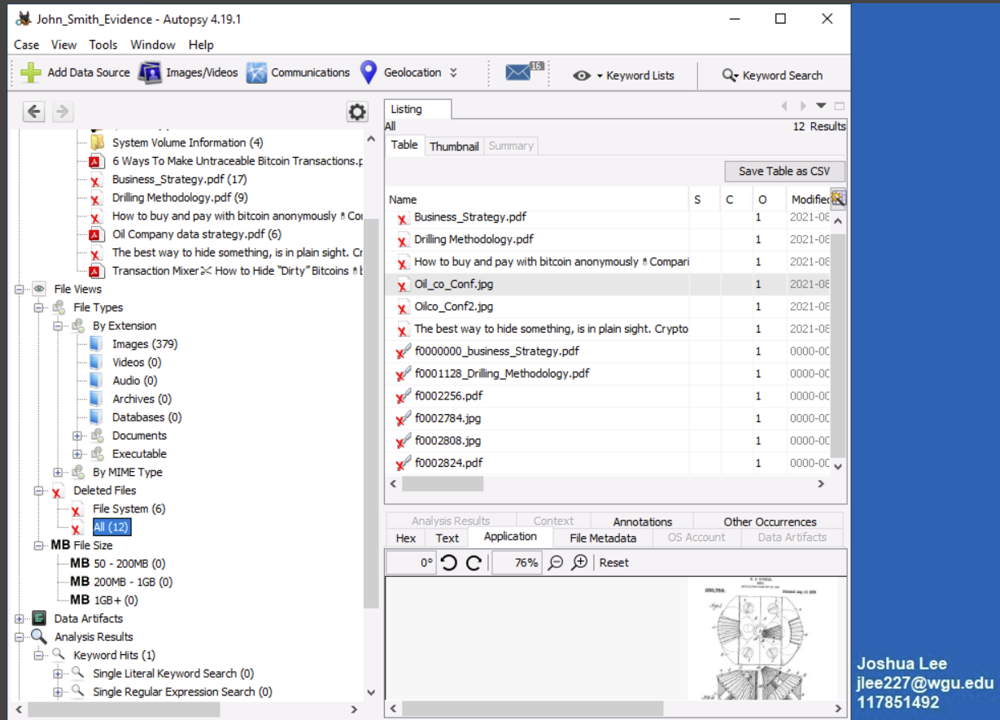 John_Smith_Evidence - Autopsy 4.19.1
Case View Tools Window Help
Add Data Source Images/Videos Communications Geolocation 16 Keyword Lists Keyword Search
System Volume Information (4)
6 Ways To Make Untraceable Bitcoin Transactions.p
Business_Strategy.pdf (17)
Drilling Methodology.pdf (9)
How to buy and pay with bitcoin anonymously
Oil Company data strategy.pdf (6)
The best way to hide something, is in plain sight. Cr
Transaction Mixer How to Hide "Dirty" Bitcoins
File Views
File Types
By Extension
Images (379)
Videos (0)
Audio (0)
Archives (0)
Databases (0)
Documents
Executable
By MIME Type
Deleted Files
File System (6)
All (12)
MB File Size
MB 50 - 200MB (0)
MB 200MB - 1GB (0)
MB 1GB+ (0)
Data Artifacts
Analysis Results
Keyword Hits (1)
Single Literal Keyword Search (0)
Single Regular Expression Search (0)
Listing
All 12 Results
Table Thumbnail Summary
Save Table as CSV
Name S C O Modified
Business_Strategy.pdf 1 2021-08
Drilling Methodology.pdf 1 2021-08
How to buy and pay with bitcoin anonymously Compari 1 2021-08
Oil_co_Conf.jpg 1 2021-08
Oilco_Conf2.jpg 1 2021-08
The best way to hide something, is in plain sight. Crypto 1 2021-08
f0000000_business_Strategy.pdf 1 0000-00
f0001128_Drilling_Methodology.pdf 1 0000-00
f0002256.pdf 1 0000-00
f0002784.jpg 1 0000-00
f0002808.jpg 1 0000-00
f0002824.pdf 1 0000-00
Analysis Results Context Annotations Other Occurrences
Hex Text Application File Metadata OS Account Data Artifacts
0° 76% Reset
Joshua Lee
jlee227@wgu.edu
117851492